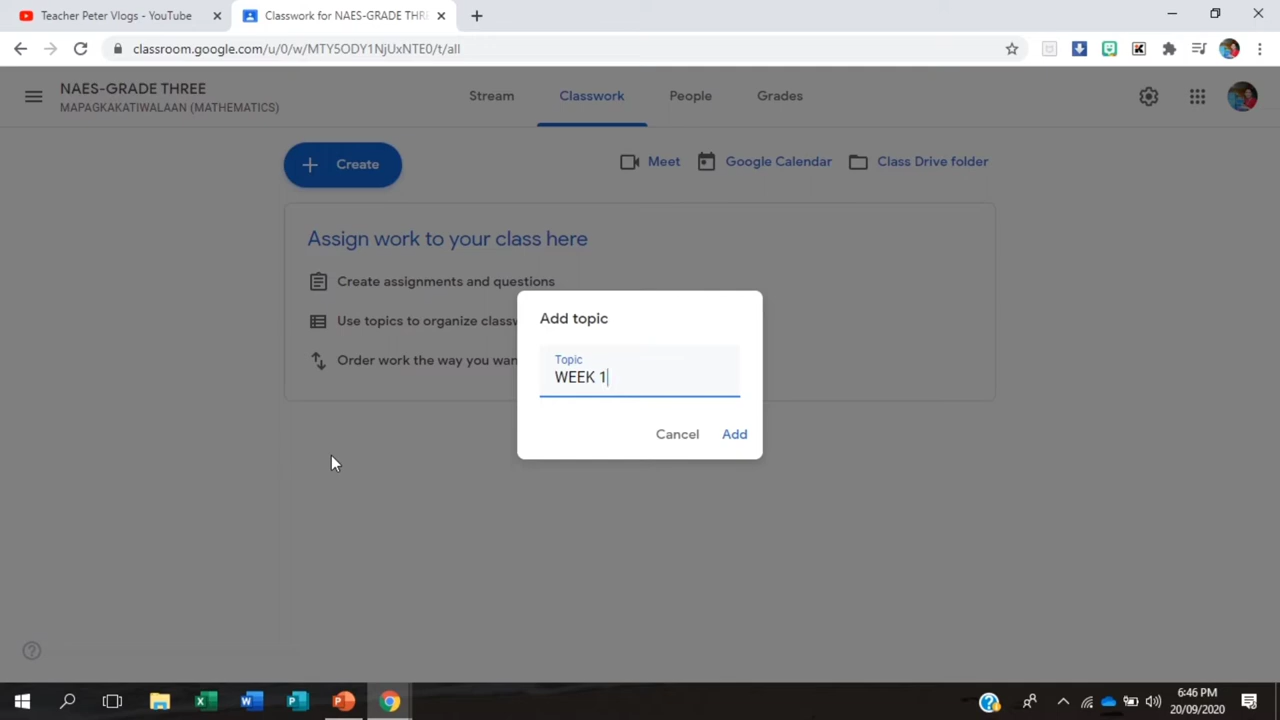 Teacher Peter Vlogs - YouTube
Classwork for NAES-GRADE THRE
classroom.google.com/u/0/w/MTY5ODY1NjUxNTE0/t/all
NAES-GRADE THREE
MAPAGKAKATIWALAAN (MATHEMATICS)
Stream
Classwork
People
Grades
Create
Meet
Google Calendar
Class Drive folder
Assign work to your class here
Create assignments and questions
Use topics to organize classw
Order work the way you wan
Add topic
Topic
WEEK 1
Cancel
Add
6:46 PM
20/09/2020